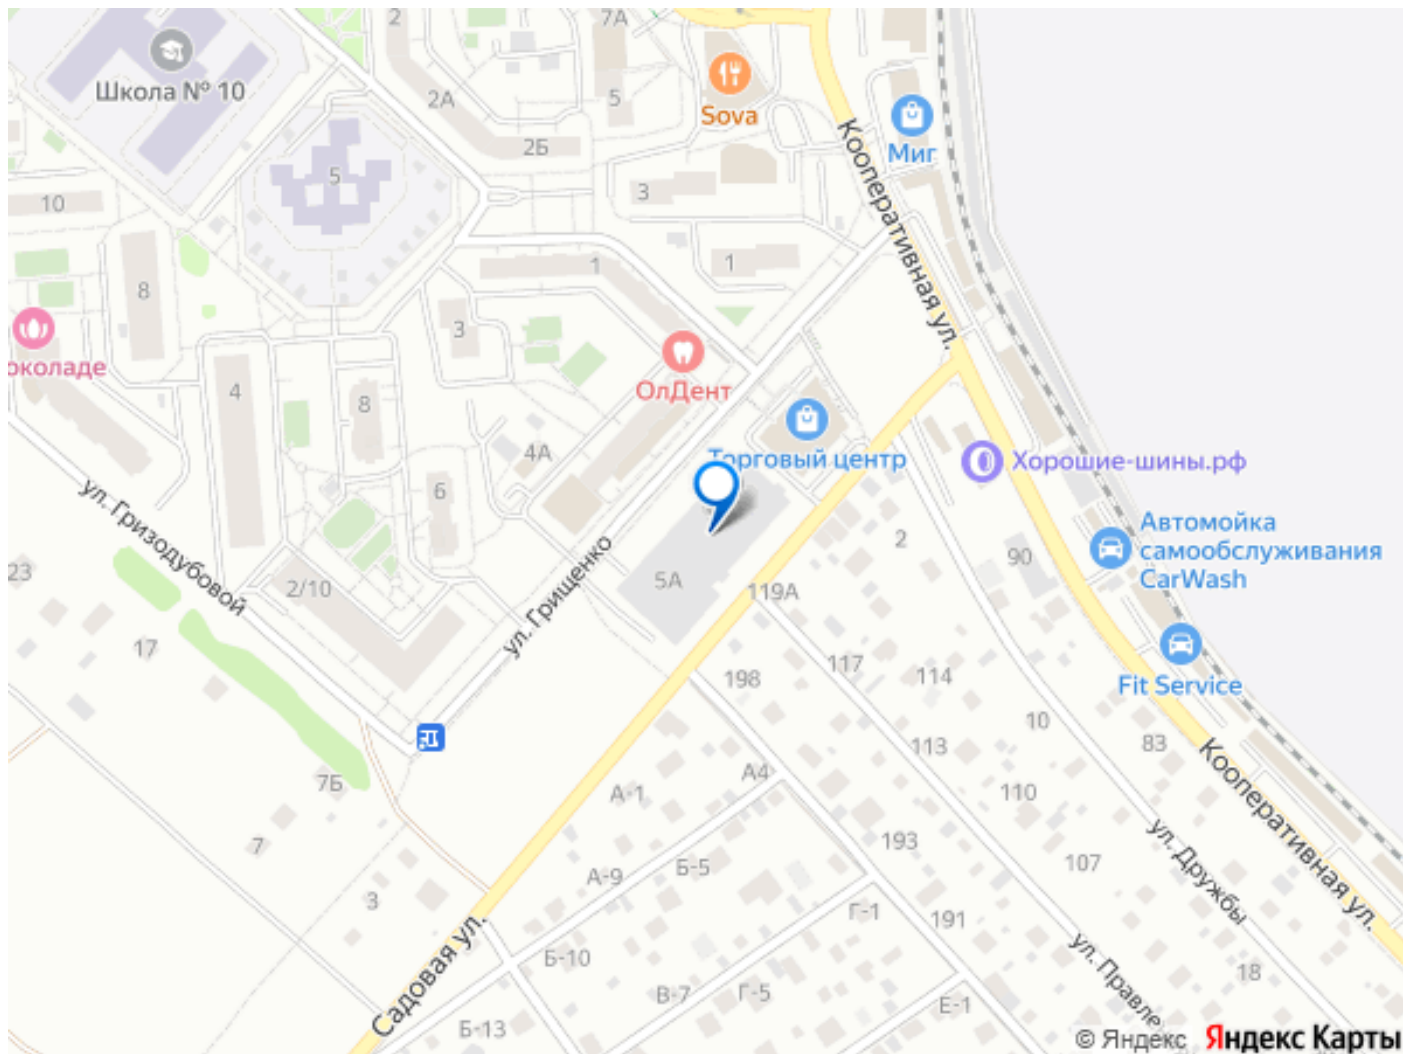 2
7А
Школа № 10
2А
5
Sova
2Б
Миг
Кооперативная ул.
5
3
10
1
1
8
3
околаде
ОлДент
4
8
4А
Торговый центр
Хорошие-шины.рф
6
ул. Гризодубовой
Автомойка
самообслуживания
CarWash
2
90
23
5А
2/10
ул. Грищенко
119А
17
198
117
114
Fit Service
10
83
113
7Б
А4
А-1
110
Кооперативная ул.
7
193
ул. Дружбы
Б-5
107
А-9
3
Г-1
191
Садовая ул.
Б-10
ул. Правле
18
В-7
Г-5
Е-1
Б-13
© Яндекс Яндекс Карты